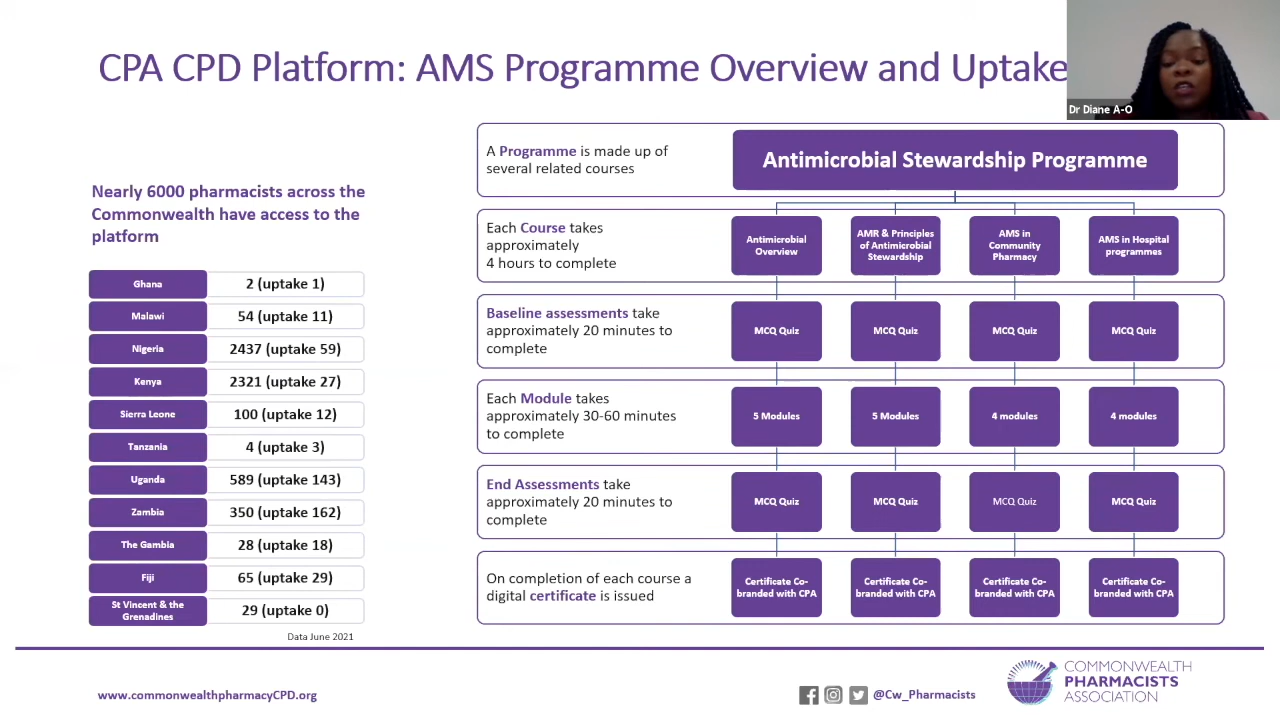 CPA CPD Platform: AMS Programme Overview and Uptake
Dr Diane A-O
Nearly 6000 pharmacists across the
Commonwealth have access to the
platform
Ghana 2 (uptake 1)
Malawi 54 (uptake 11)
Nigeria 2437 (uptake 59)
Kenya 2321 (uptake 27)
Sierra Leone 100 (uptake 12)
Tanzania 4 (uptake 3)
Uganda 589 (uptake 143)
Zambia 350 (uptake 162)
The Gambia 28 (uptake 18)
Fiji 65 (uptake 29)
St Vincent & the
Grenadines
29 (uptake 0)
Data June 2021
A Programme is made up of
several related courses
Antimicrobial Stewardship Programme
Each Course takes
approximately
4 hours to complete
Antimicrobial
Overview
AMR & Principles
of Antimicrobial
Stewardship
AMS in
Community
Pharmacy
AMS in Hospital
programmes
Baseline assessments take
approximately 20 minutes to
complete
MCQ Quiz
MCQ Quiz
MCQ Quiz
MCQ Quiz
Each Module takes
approximately 30-60 minutes
to complete
5 Modules
5 Modules
4 modules
4 modules
End Assessments take
approximately 20 minutes to
complete
MCQ Quiz
MCQ Quiz
MCQ Quiz
MCQ Quiz
On completion of each course a
digital certificate is issued
Certificate Co-
branded with CPA
Certificate Co-
branded with CPA
Certificate Co-
branded with CPA
Certificate Co-
branded with CPA
www.commonwealthpharmacyCPD.org
@Cw_Pharmacists
COMMONWEALTH
PHARMACISTS
ASSOCIATION